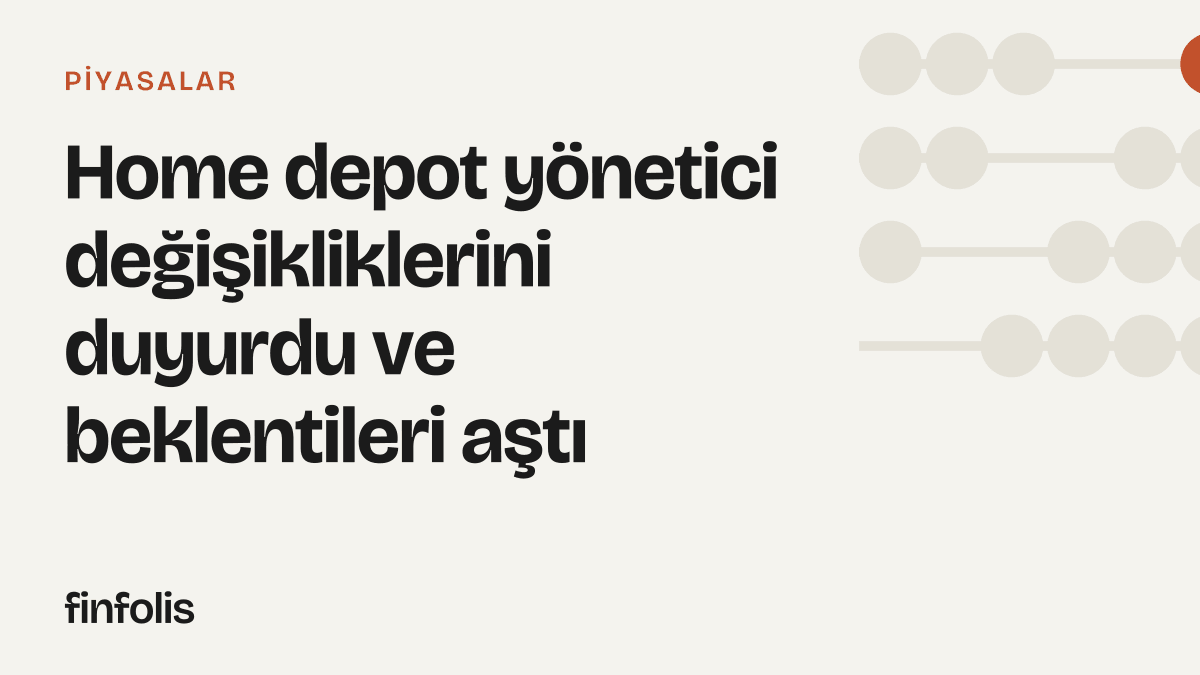 PİYASALAR
Home depot yönetici
değişikliklerini
duyurdu ve
beklentileri aştı
finfolis